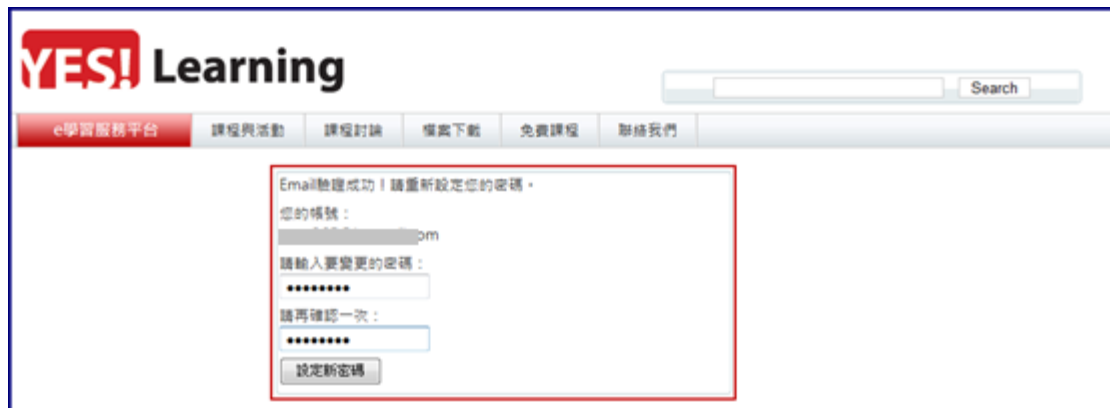 YES! Learning
Search
e學習服務平台 課程與活動 課程討論 檔案下載 免費課程 聯絡我們
Email驗證成功！請重新設定您的密碼。
您的帳號：
om
請輸入要變更的密碼：
••••••••
請再確認一次：
••••••••
設定新密碼